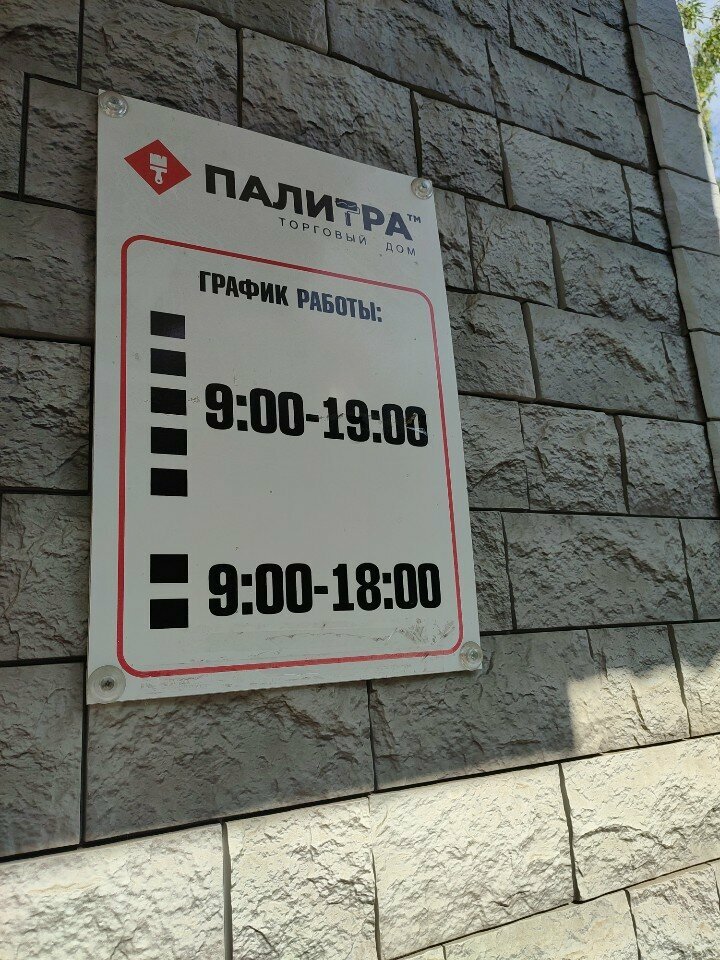 ПАЛИТРА™
ТОРГОВЫЙ ДОМ
ГРАФИК РАБОТЫ:
9:00-19:00
9:00-18:00